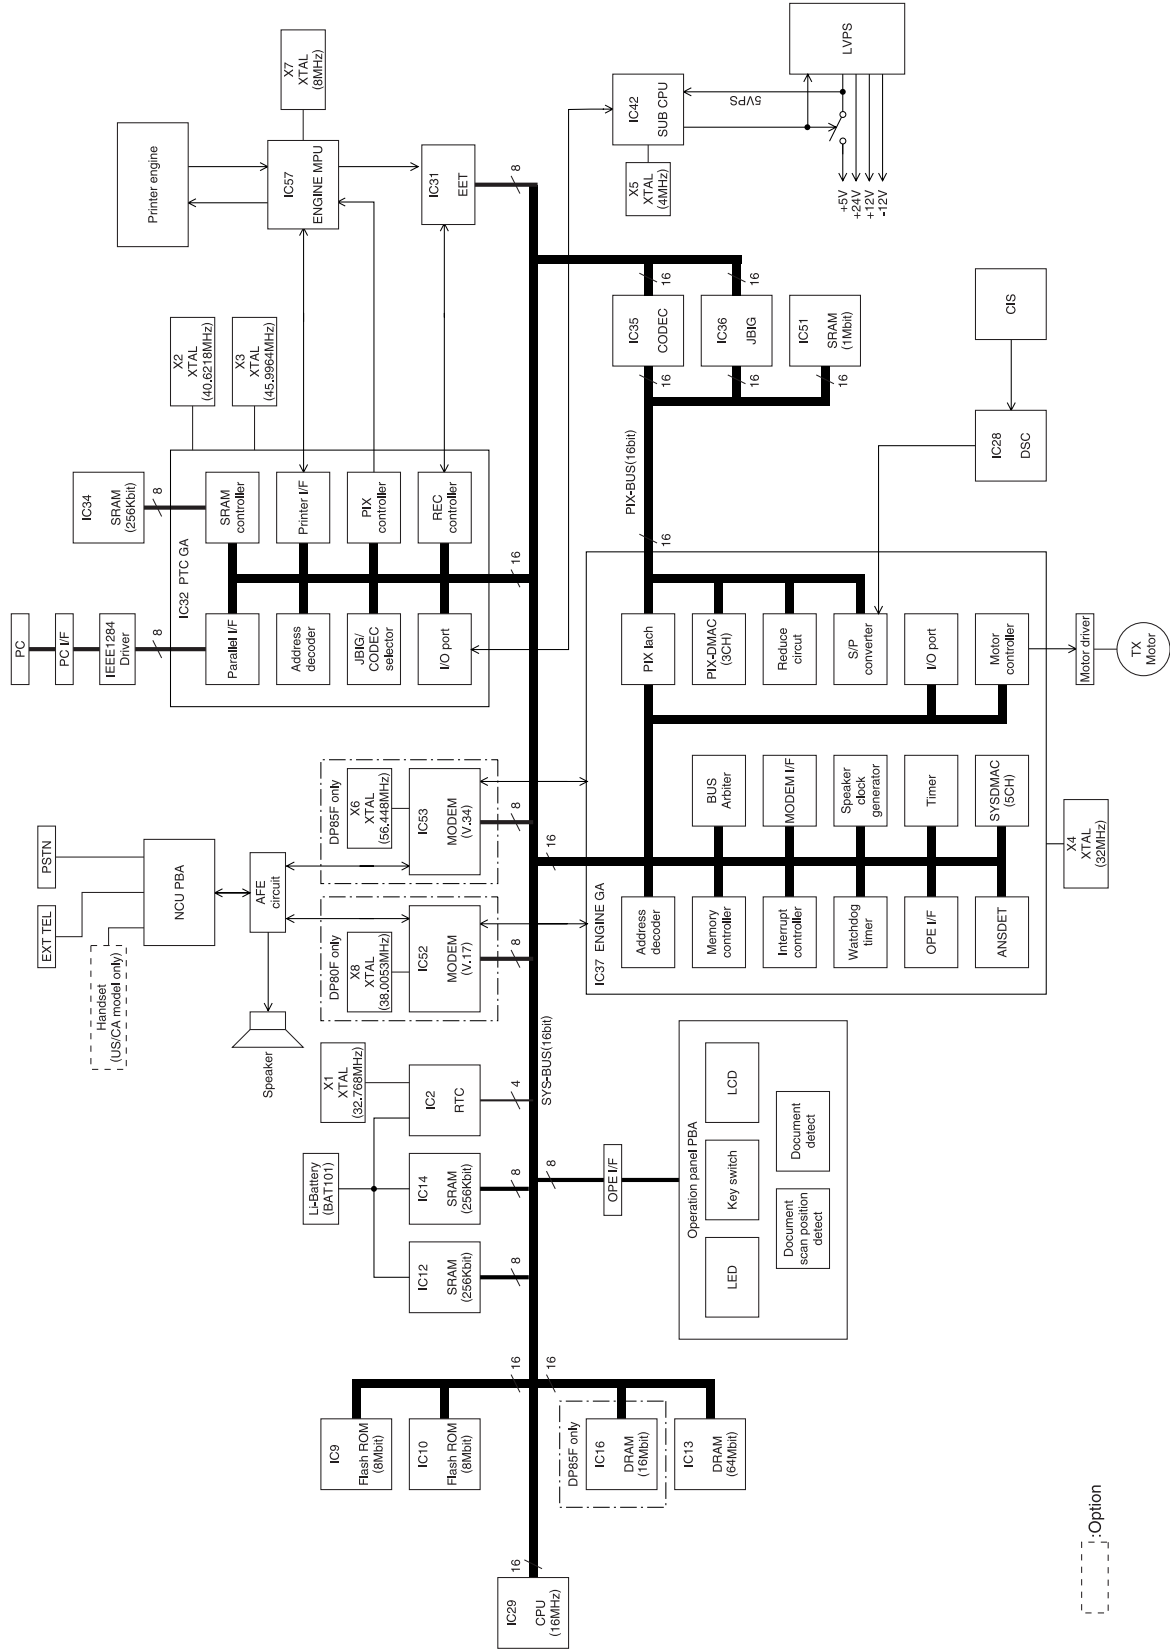 IC29
CPU
(16MHz)
16
IC9
Flash ROM
(8Mbit)
IC10
Flash ROM
(8Mbit)
16
16
DP85F only
IC16
DRAM
(16Mbit)
IC13
DRAM
(64Mbit)
Li-Battery
(BAT101)
IC12
SRAM
(256Kbit)
8
IC14
SRAM
(256Kbit)
8
X1
XTAL
(32.768MHz)
IC2
RTC
4
SYS-BUS(16bit)
8
OPE I/F
Operation panel PBA
LED
Key switch
LCD
Document
scan position
detect
Document
detect
Handset
(US/CA model only)
EXT TEL
PSTN
NCU PBA
Speaker
AFE
circuit
DP80F only
X8
XTAL
(38.0053MHz)
IC52
MODEM
(V.17)
8
DP85F only
X6
XTAL
(56.448MHz)
IC53
MODEM
(V.34)
8
16
IC37 ENGINE GA
Address
decoder
Memory
controller
Interrupt
controller
Watchdog
timer
OPE I/F
ANSDET
BUS
Arbiter
MODEM I/F
Speaker
clock
generator
Timer
SYSDMAC
(5CH)
X4
XTAL
(32MHz)
PIX lach
PIX-DMAC
(3CH)
Reduce
circut
S/P
converter
I/O port
Motor
controller
Motor driver
TX
Motor
16
PIX-BUS(16bit)
PC
PC I/F
IEEE1284
Driver
8
IC34
SRAM
(256Kbit)
8
IC32 PTC GA
Parallel I/F
Address
decoder
JBIG/
CODEC
selector
I/O port
SRAM
controller
Printer I/F
PIX
controller
REC
controller
16
X2
XTAL
(40.6218MHz)
X3
XTAL
(45.9964MHz)
Printer engine
X7
XTAL
(8MHz)
IC57
ENGINE MPU
IC31
EET
8
IC35
CODEC
16
16
IC36
JBIG
16
16
IC51
SRAM
(1Mbit)
16
IC28
DSC
CIS
X5
XTAL
(4MHz)
IC42
SUB CPU
5VPS
LVPS
+5V
+24V
+12V
-12V
:Option